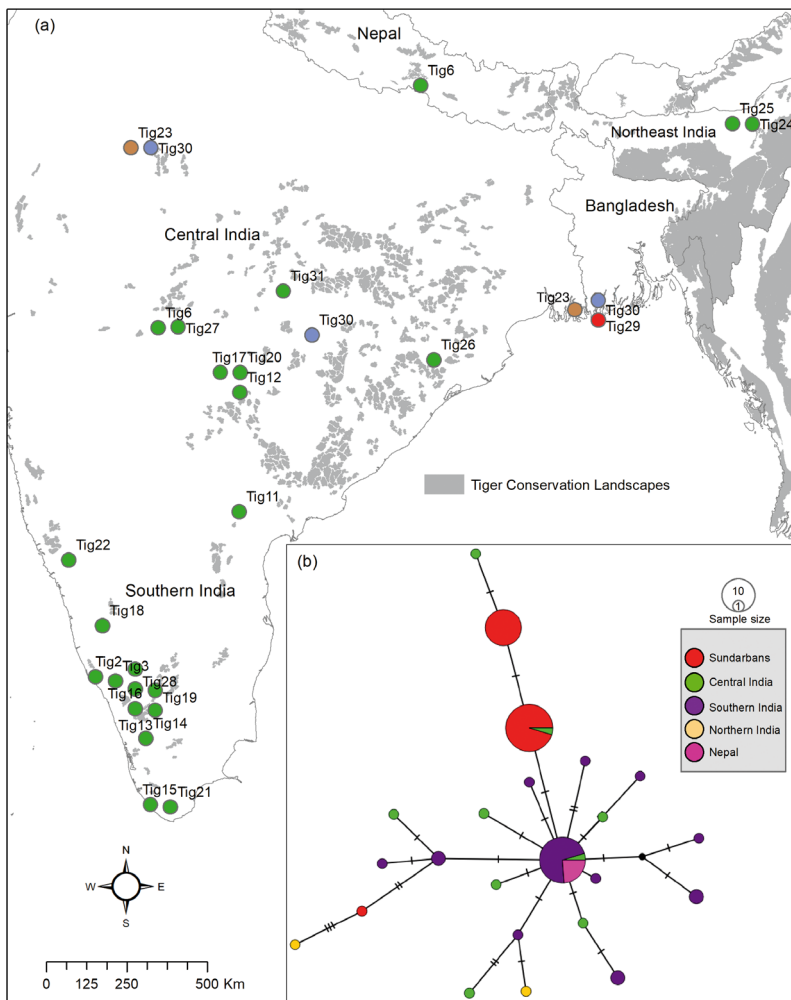 (a)
Nepal
Tig6
Tig25
Tig24
Northeast India
Tig23
Tig30
Bangladesh
Central India
Tig31
Tig23
Tig30
Tig29
Tig6
Tig27
Tig30
Tig17
Tig20
Tig12
Tig26
Tiger Conservation Landscapes
Tig11
Tig22
Southern India
Tig18
Tig2
Tig3
Tig28
Tig16
Tig19
Tig13
Tig14
Tig15
Tig21
N
W
E
S
0
250
500 Km
(b)
10
1
Sample size
Sundarbans
Central India
Southern India
Northern India
Nepal